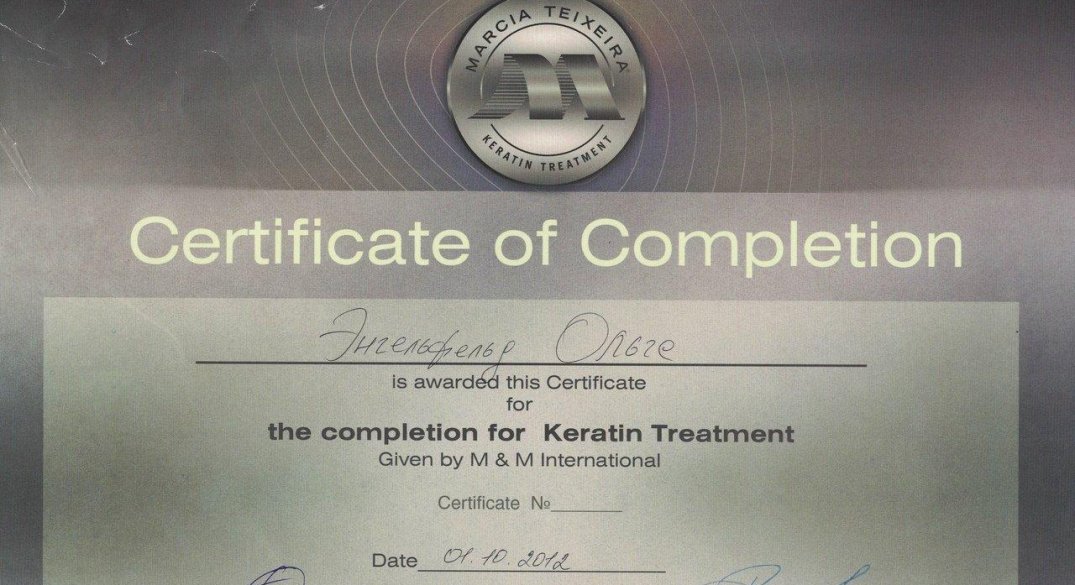 MARCIA TEIXEIRA
M
KERATIN TREATMENT
Certificate of Completion
Энгельфельд Ольге
is awarded this Certificate
for
the completion for Keratin Treatment
Given by M & M International
Certificate №
Date 01.10.2012